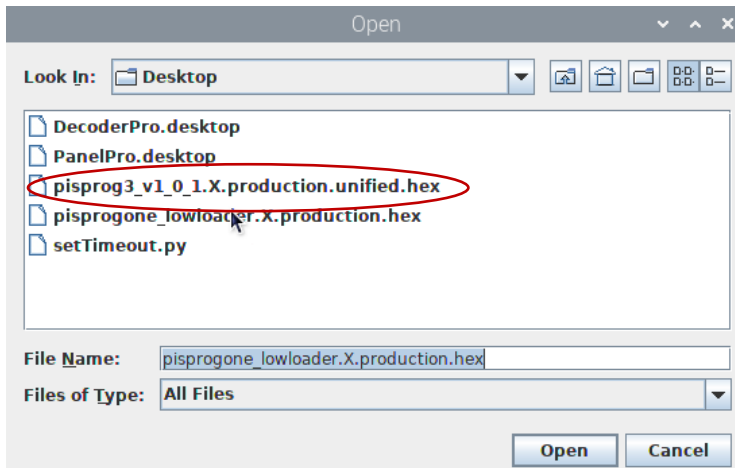 Open
Look In: Desktop
DecoderPro.desktop
PanelPro.desktop
pisprog3_v1_0_1.X.production.unified.hex
pisprogone_lowloader.X.production.hex
setTimeout.py
File Name: pisprogone_lowloader.X.production.hex
Files of Type: All Files
Open Cancel